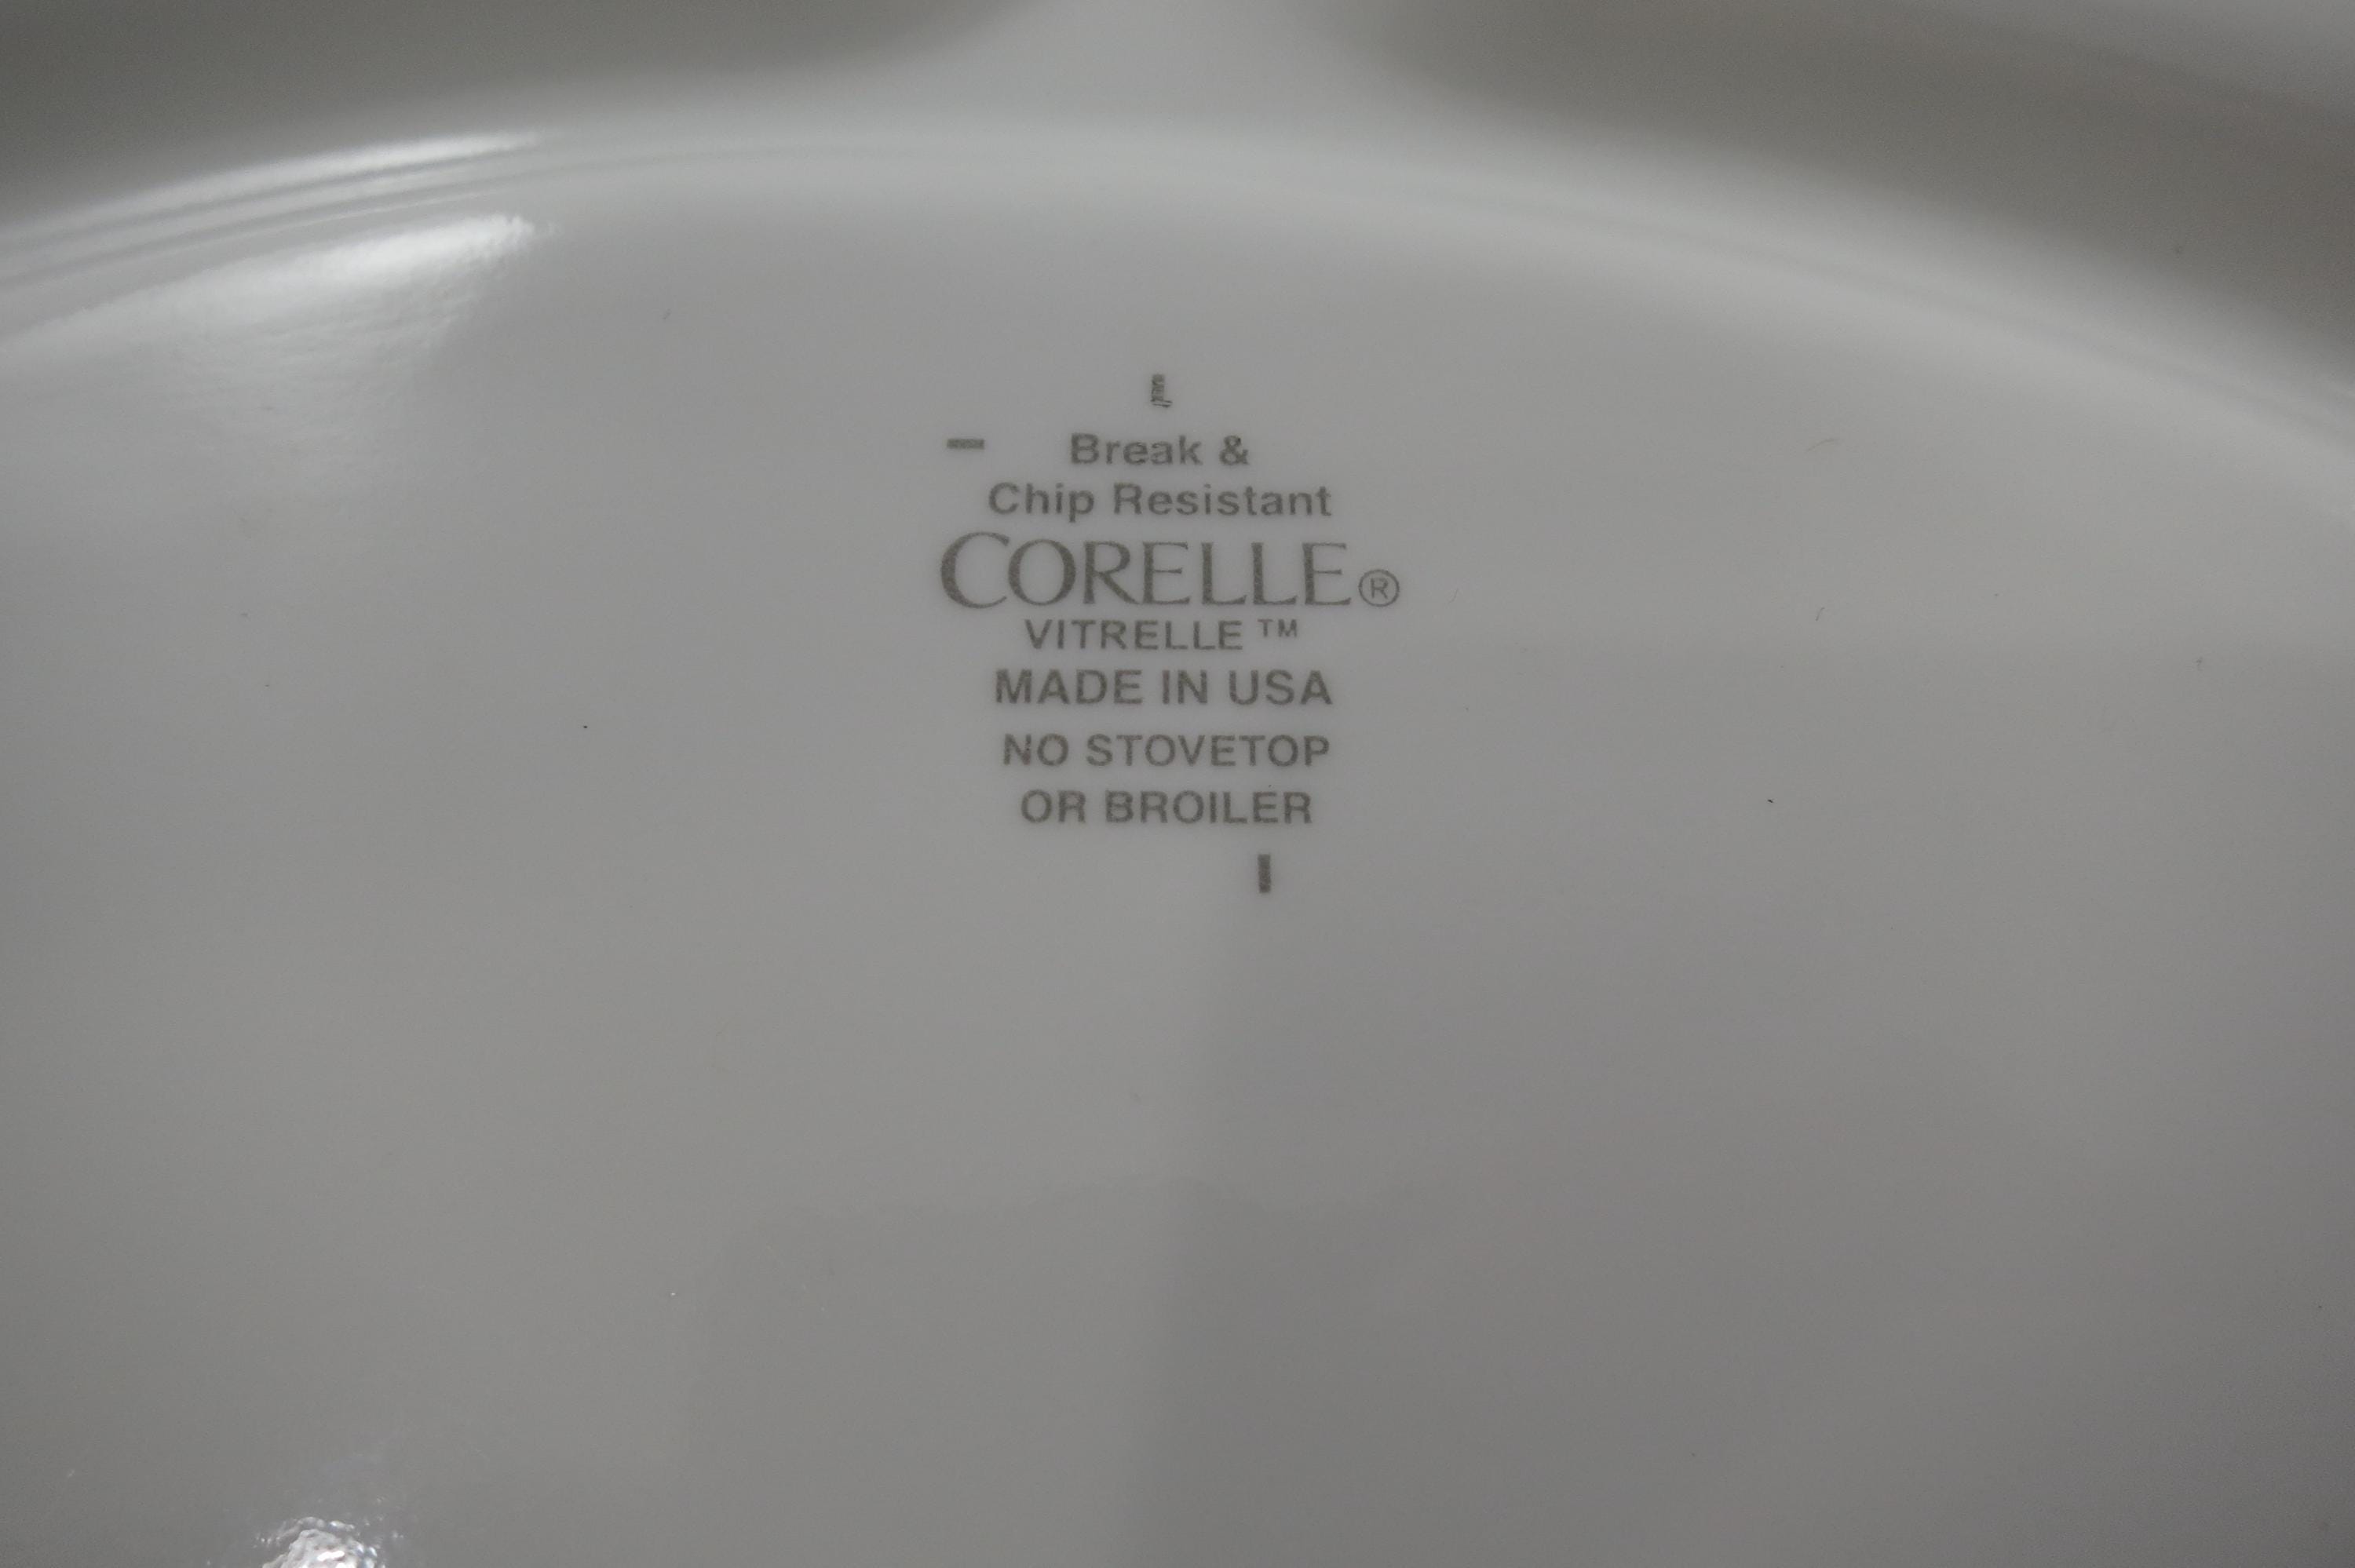 Break &
Chip Resistant
CORELLE®
VITRELLE™
MADE IN USA
NO STOVETOP
OR BROILER